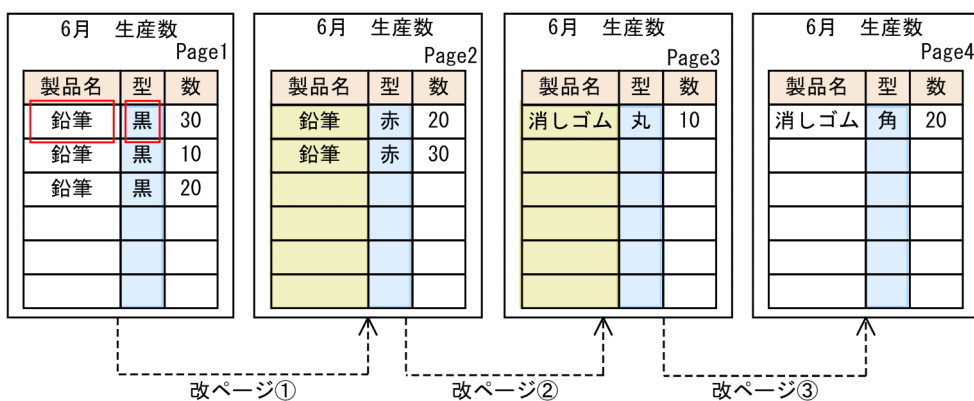 6月 生産数
Page1
製品名 型 数
鉛筆 黒 30
鉛筆 黒 10
鉛筆 黒 20
6月 生産数
Page2
製品名 型 数
鉛筆 赤 20
鉛筆 赤 30
6月 生産数
Page3
製品名 型 数
消しゴム 丸 10
6月 生産数
Page4
製品名 型 数
消しゴム 角 20
改ページ①
改ページ②
改ページ③